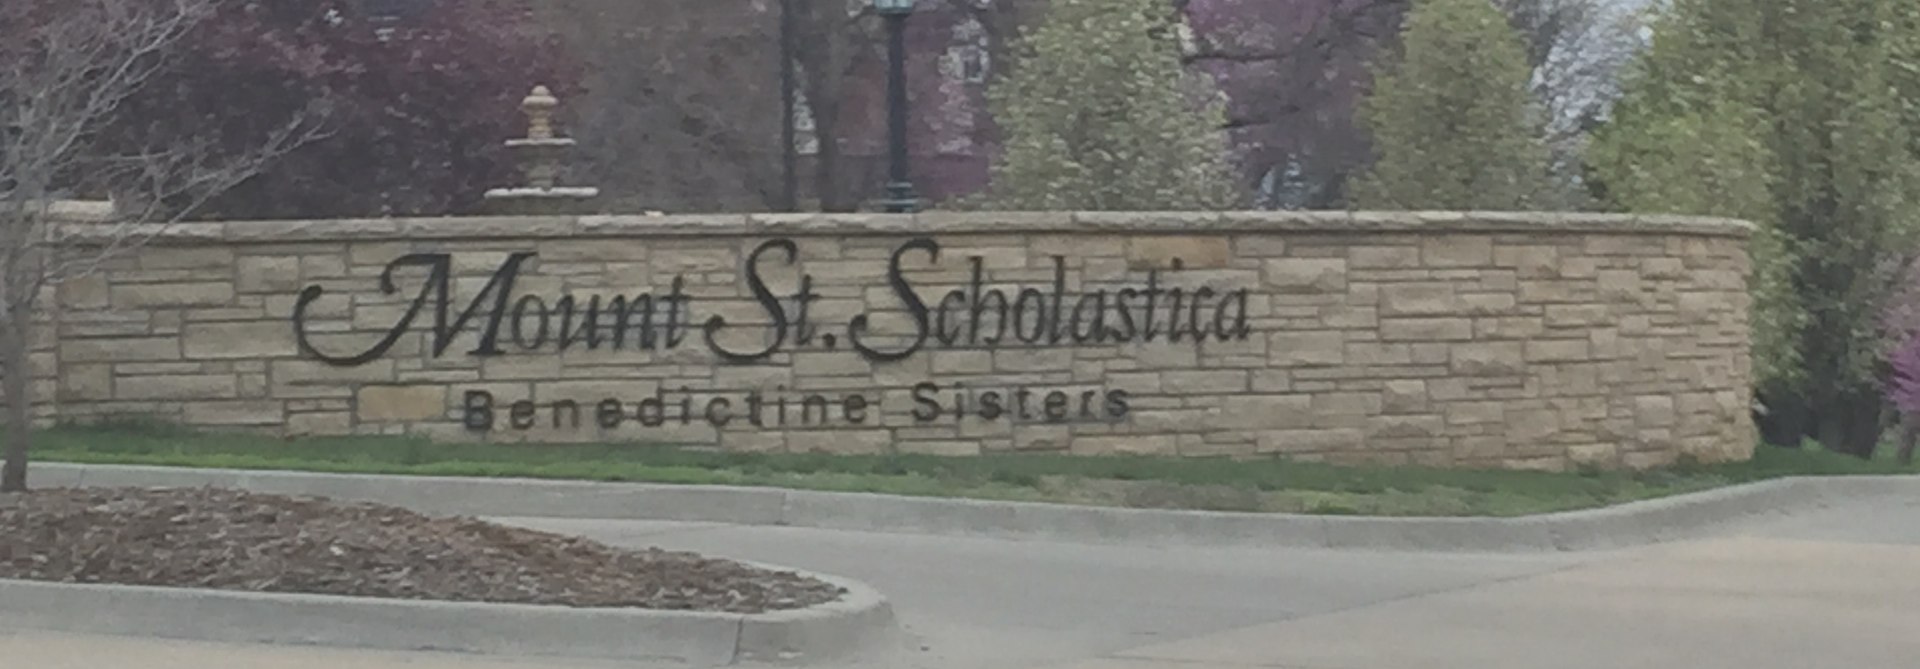 Mount St. Scholastica
Benedictine Sisters